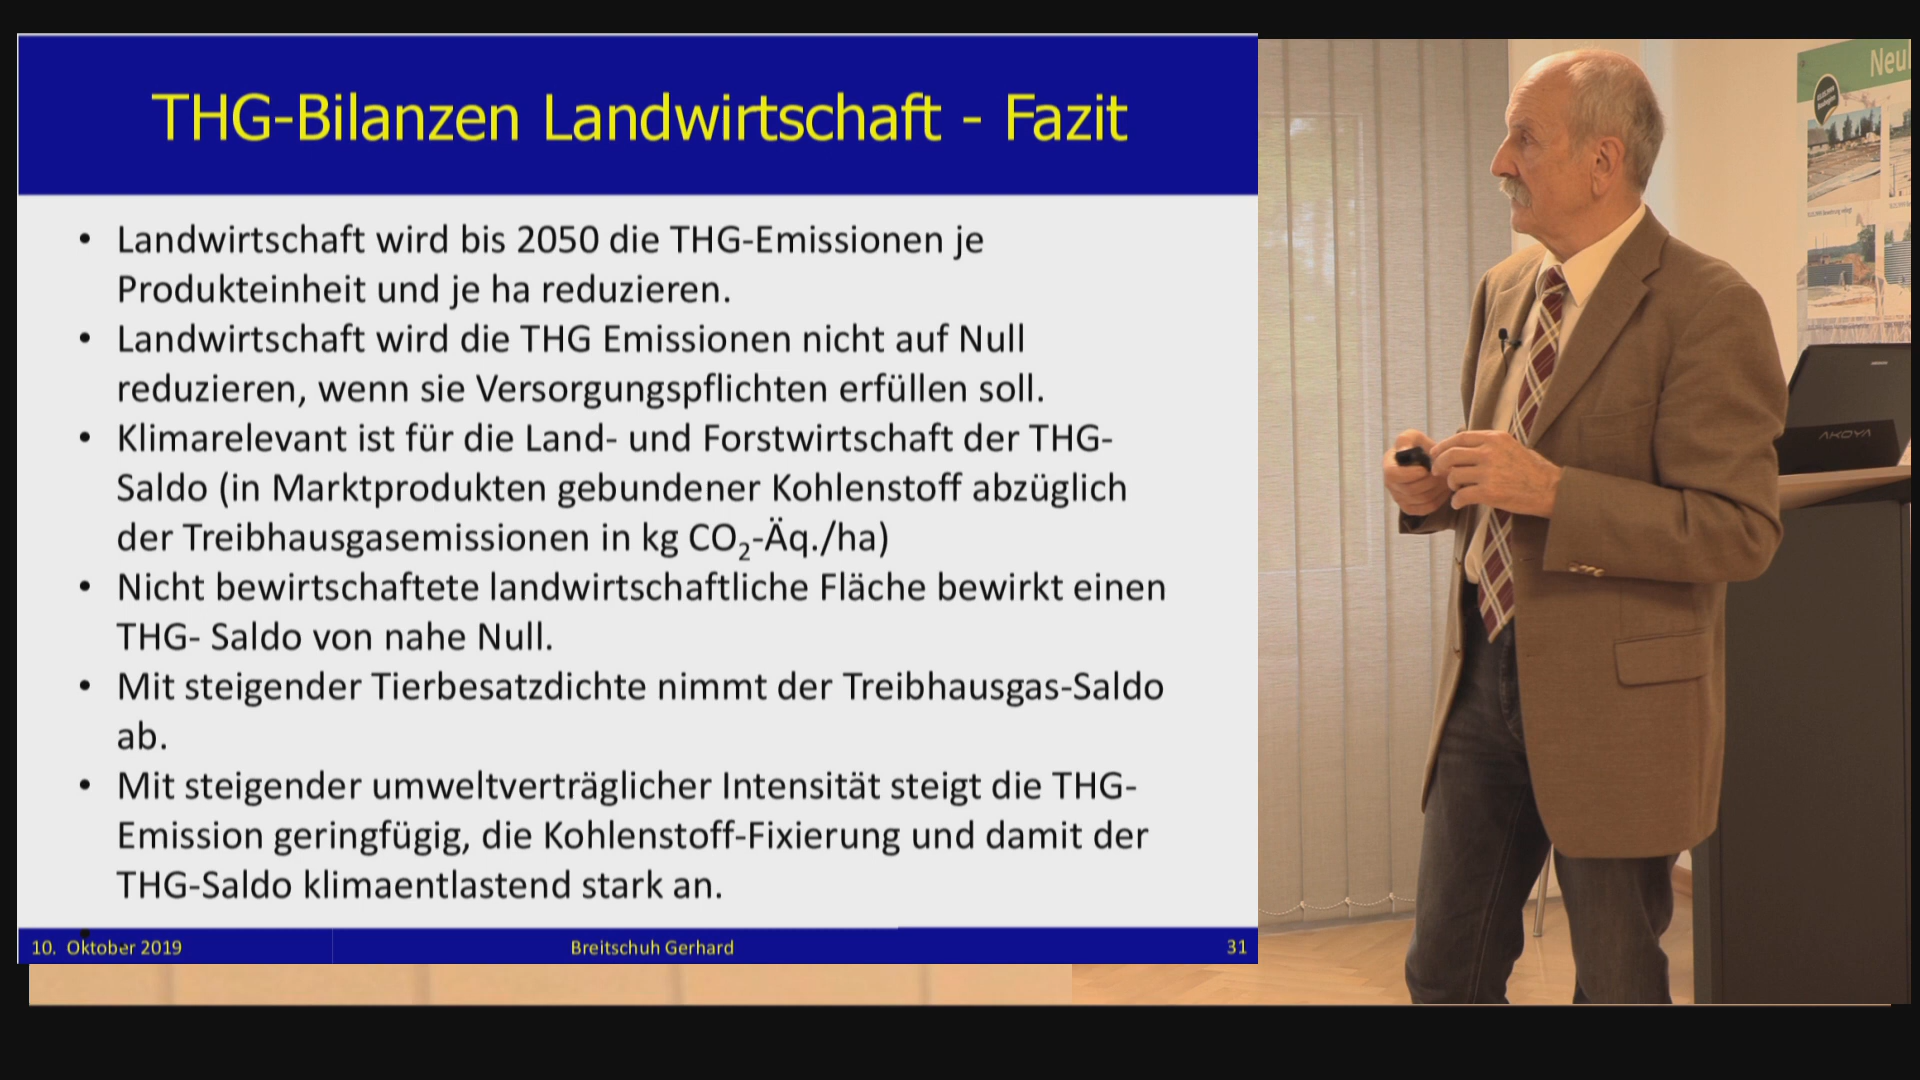 THG-Bilanzen Landwirtschaft - Fazit
• Landwirtschaft wird bis 2050 die THG-Emissionen je
Produkteinheit und je ha reduzieren.
• Landwirtschaft wird die THG Emissionen nicht auf Null
reduzieren, wenn sie Versorgungspflichten erfüllen soll.
• Klimarelevant ist für die Land- und Forstwirtschaft der THG-
Saldo (in Marktprodukten gebundener Kohlenstoff abzüglich
der Treibhausgasemissionen in kg CO₂-Äq./ha)
• Nicht bewirtschaftete landwirtschaftliche Fläche bewirkt einen
THG- Saldo von nahe Null.
• Mit steigender Tierbesatzdichte nimmt der Treibhausgas-Saldo
ab.
• Mit steigender umweltverträglicher Intensität steigt die THG-
Emission geringfügig, die Kohlenstoff-Fixierung und damit der
THG-Saldo klimaentlastend stark an.
10. Oktober 2019
Breitschuh Gerhard
31
Neu
AKOYA